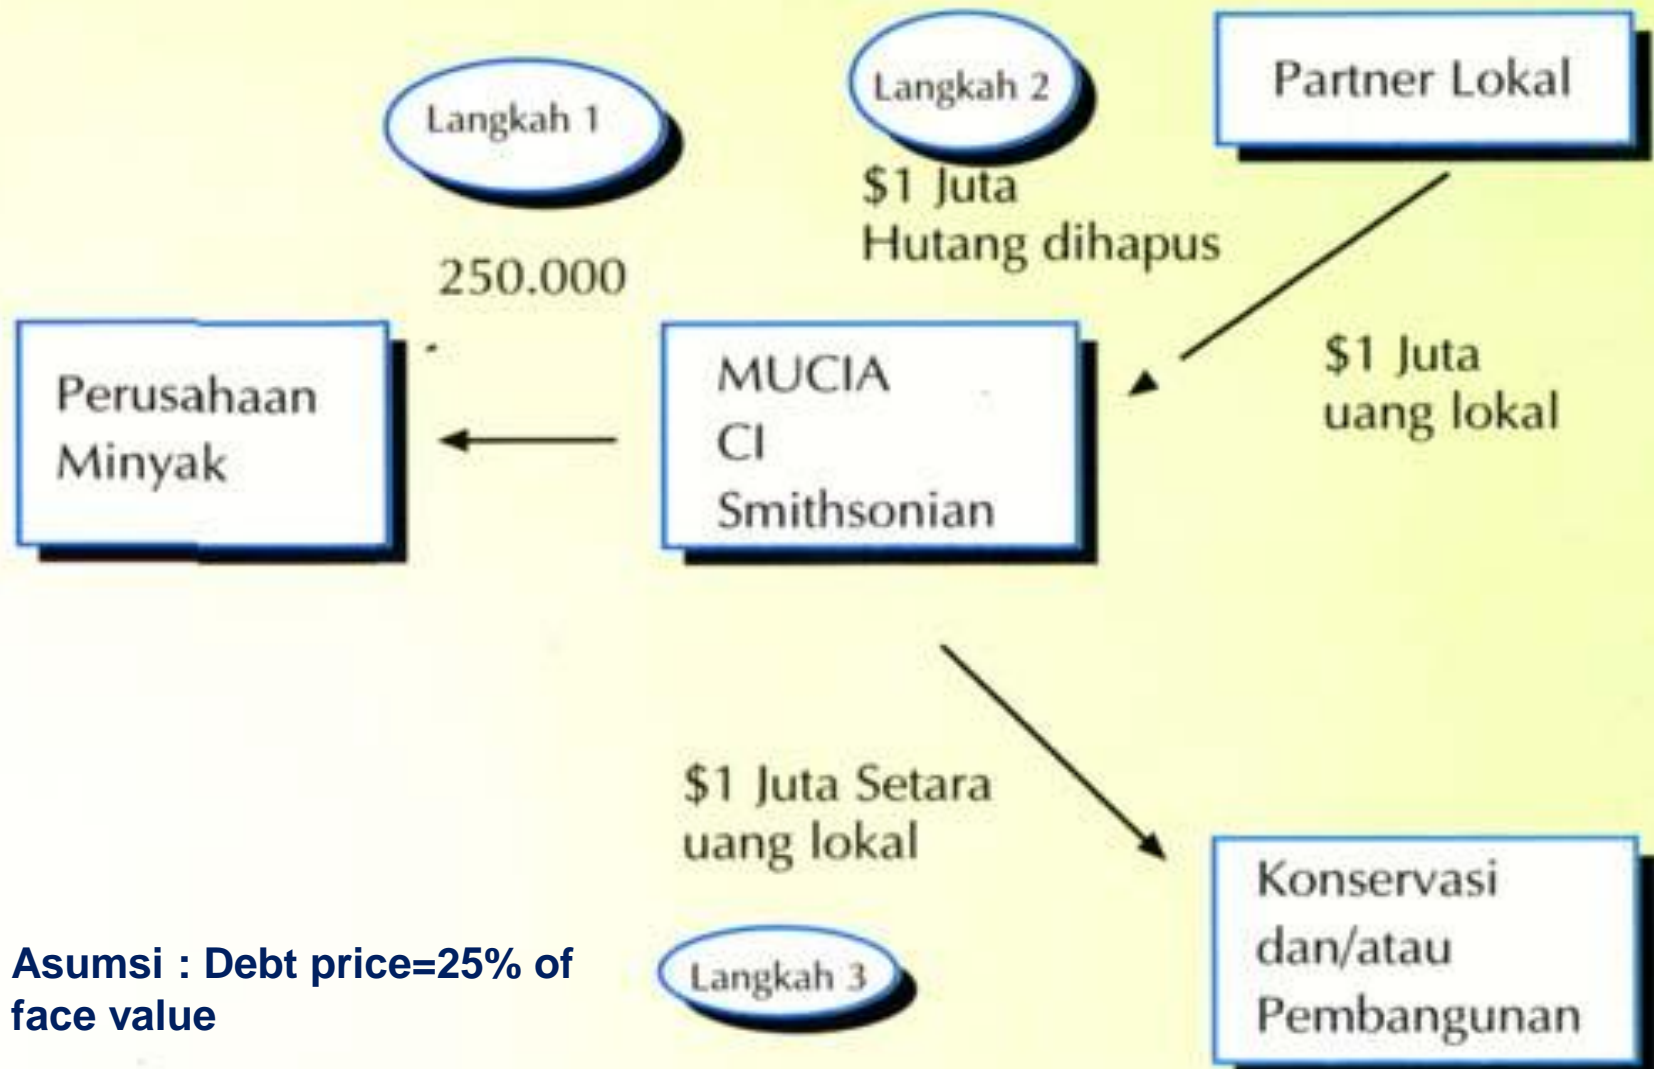 Langkah 1
Langkah 2
Partner Lokal
$1 Juta
Hutang dihapus
250.000
Perusahaan
Minyak
MUCIA
CI
Smithsonian
$1 Juta
uang lokal
$1 Juta Setara
uang lokal
Langkah 3
Konservasi
dan/atau
Pembangunan
Asumsi : Debt price=25% of
face value